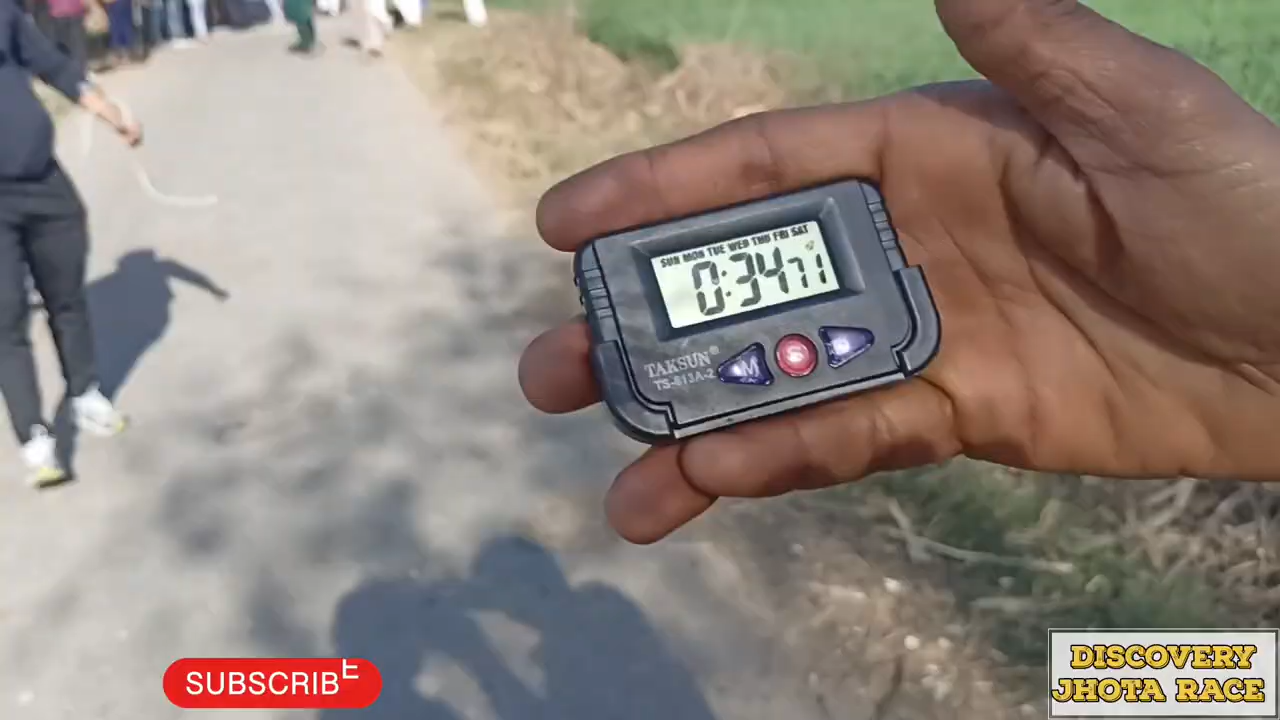 SUN MON TUE WED THU FRI SAT
0:34 71
TAKSUN®
TS-613A-2
M S S
SUBSCRIBE
DISCOVERY
JHOTA RACE